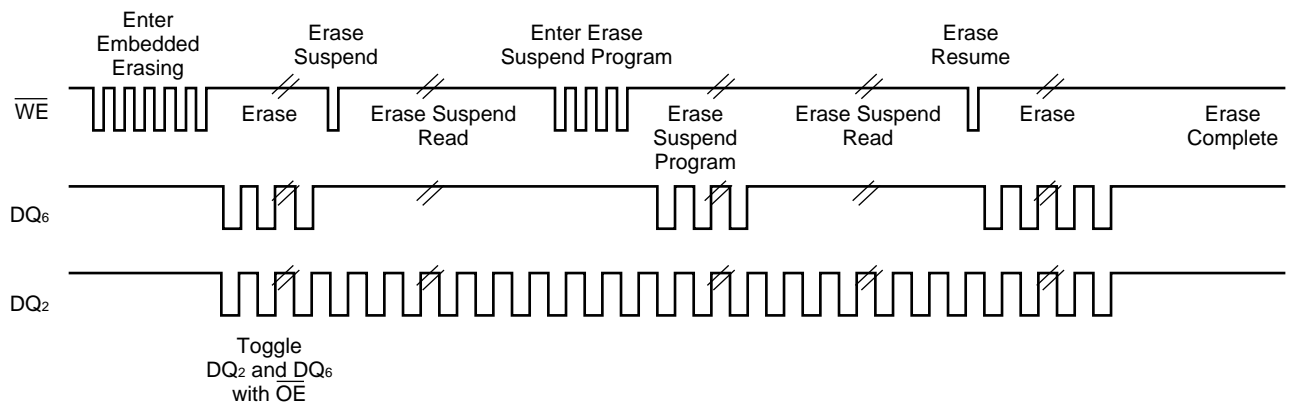 Enter
Embedded
Erasing
Erase
Suspend
Enter Erase
Suspend Program
Erase
Resume
WE
Erase
Erase Suspend
Read
Erase
Suspend
Program
Erase Suspend
Read
Erase
Erase
Complete
DQ6
DQ2
Toggle
DQ2 and DQ6
with OE